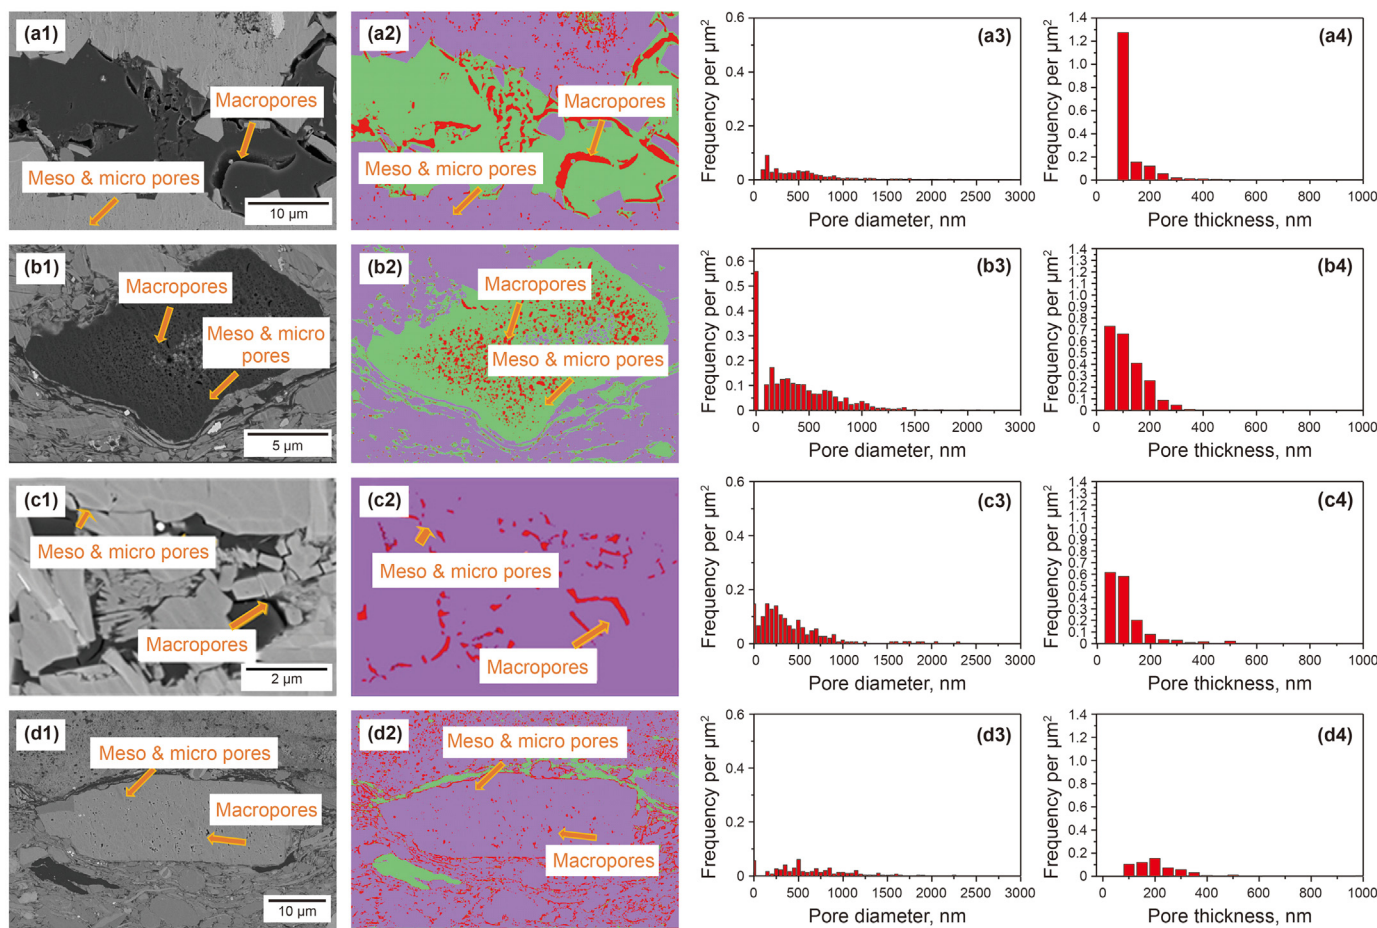 (a1)
Macropores
Meso & micro pores
10 µm
(a2)
Macropores
Meso & micro pores
Frequency per µm²
0.6
0.4
0.2
0
(a3)
0 500 1000 1500 2000 2500 3000
Pore diameter, nm
Frequency per µm²
1.4
1.2
1.0
0.8
0.6
0.4
0.2
0
(a4)
0 200 400 600 800 1000
Pore thickness, nm
(b1)
Macropores
Meso & micro
pores
5 µm
(b2)
Macropores
Meso & micro pores
Frequency per µm²
0.6
0.5
0.4
0.3
0.2
0.1
0
(b3)
0 500 1000 1500 2000 2500 3000
Pore diameter, nm
Frequency per µm²
1.4
1.3
1.2
1.1
1.0
0.9
0.8
0.7
0.6
0.5
0.4
0.3
0.2
0.1
0
(b4)
0 200 400 600 800 1000
Pore thickness, nm
(c1)
Meso & micro pores
Macropores
2 µm
(c2)
Meso & micro pores
Macropores
Frequency per µm²
0.6
0.4
0.2
0
(c3)
0 500 1000 1500 2000 2500 3000
Pore diameter, nm
Frequency per µm²
1.4
1.3
1.2
1.1
1.0
0.9
0.8
0.7
0.6
0.5
0.4
0.3
0.2
0.1
0
(c4)
0 200 400 600 800 1000
Pore thickness, nm
(d1)
Meso & micro pores
Macropores
10 µm
(d2)
Meso & micro pores
Macropores
Frequency per µm²
0.6
0.4
0.2
0
(d3)
0 500 1000 1500 2000 2500 3000
Pore diameter, nm
Frequency per µm²
1.4
1.2
1.0
0.8
0.6
0.4
0.2
0
(d4)
0 200 400 600 800 1000
Pore thickness, nm